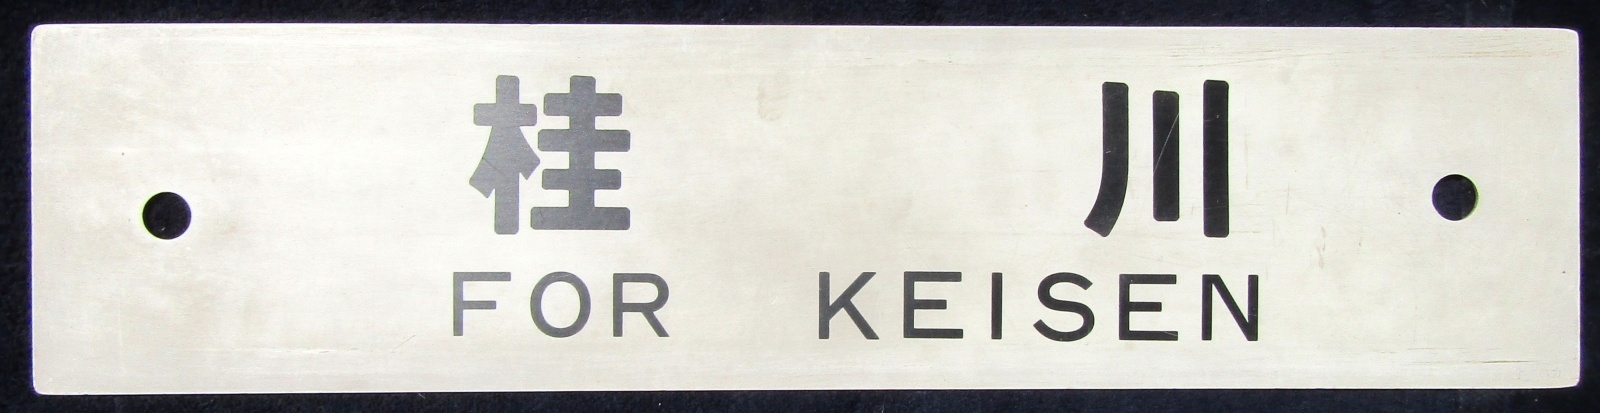 桂川
FOR KEISEN